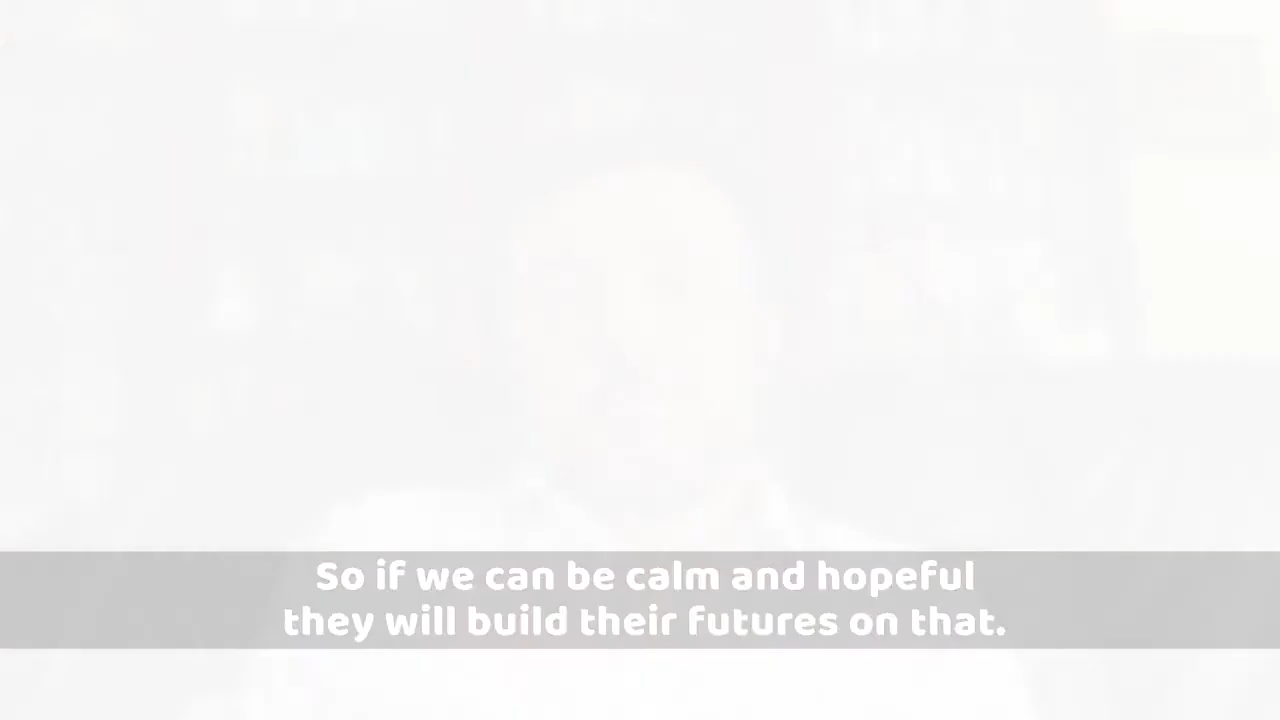 So if we can be calm and hopeful
they will build their futures on that.